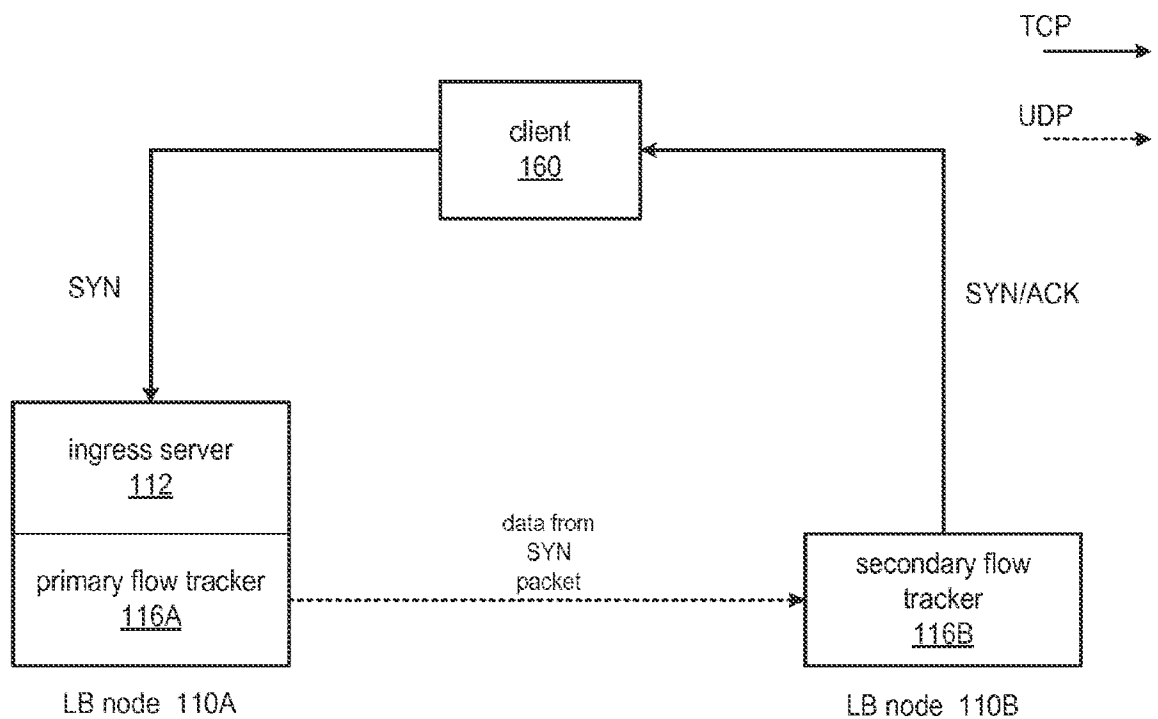 TCP
UDP
client
160
SYN
SYN/ACK
ingress server
112
primary flow tracker
116A
data from
SYN
packet
secondary flow
tracker
116B
LB node 110A
LB node 110B